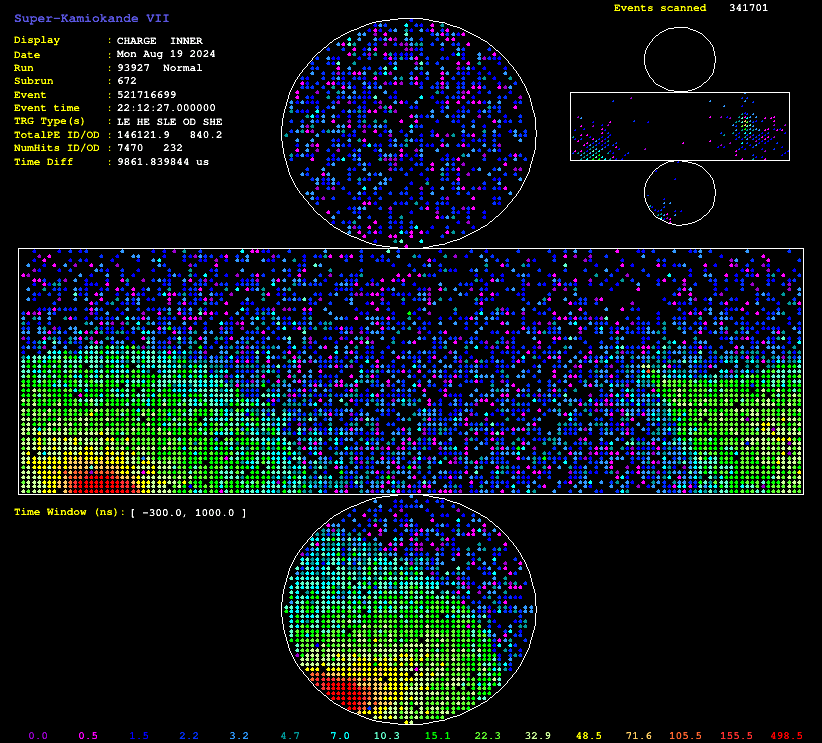 Super-Kamiokande VII
Events scanned 341701
Display : CHARGE INNER
Date : Mon Aug 19 2024
Run : 93927 Normal
Subrun : 672
Event : 521716699
Event time : 22:12:27.000000
TRG Type(s) : LE HE SLE OD SHE
TotalPE ID/OD : 146121.9 840.2
NumHits ID/OD : 7470 232
Time Diff : 9861.839844 us
Time Window (ns): [ -300.0, 1000.0 ]
0.0 0.5 1.5 2.2 3.2 4.7 7.0 10.3 15.1 22.3 32.9 48.5 71.6 105.5 155.5 498.5